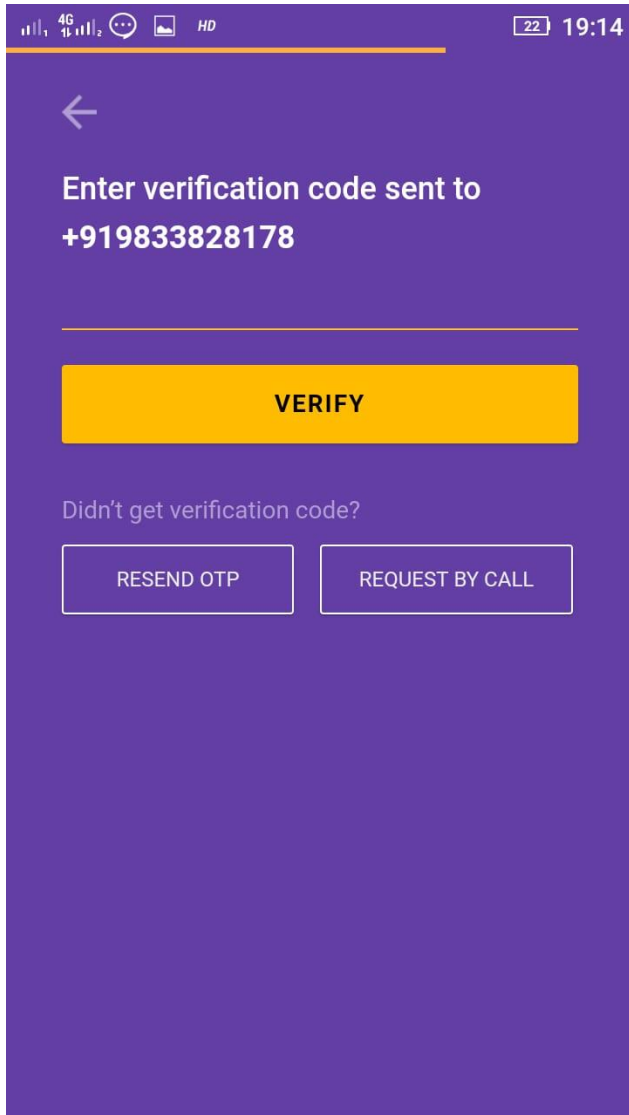 4G HD 22 19:14
Enter verification code sent to
+919833828178
VERIFY
Didn't get verification code?
RESEND OTP REQUEST BY CALL